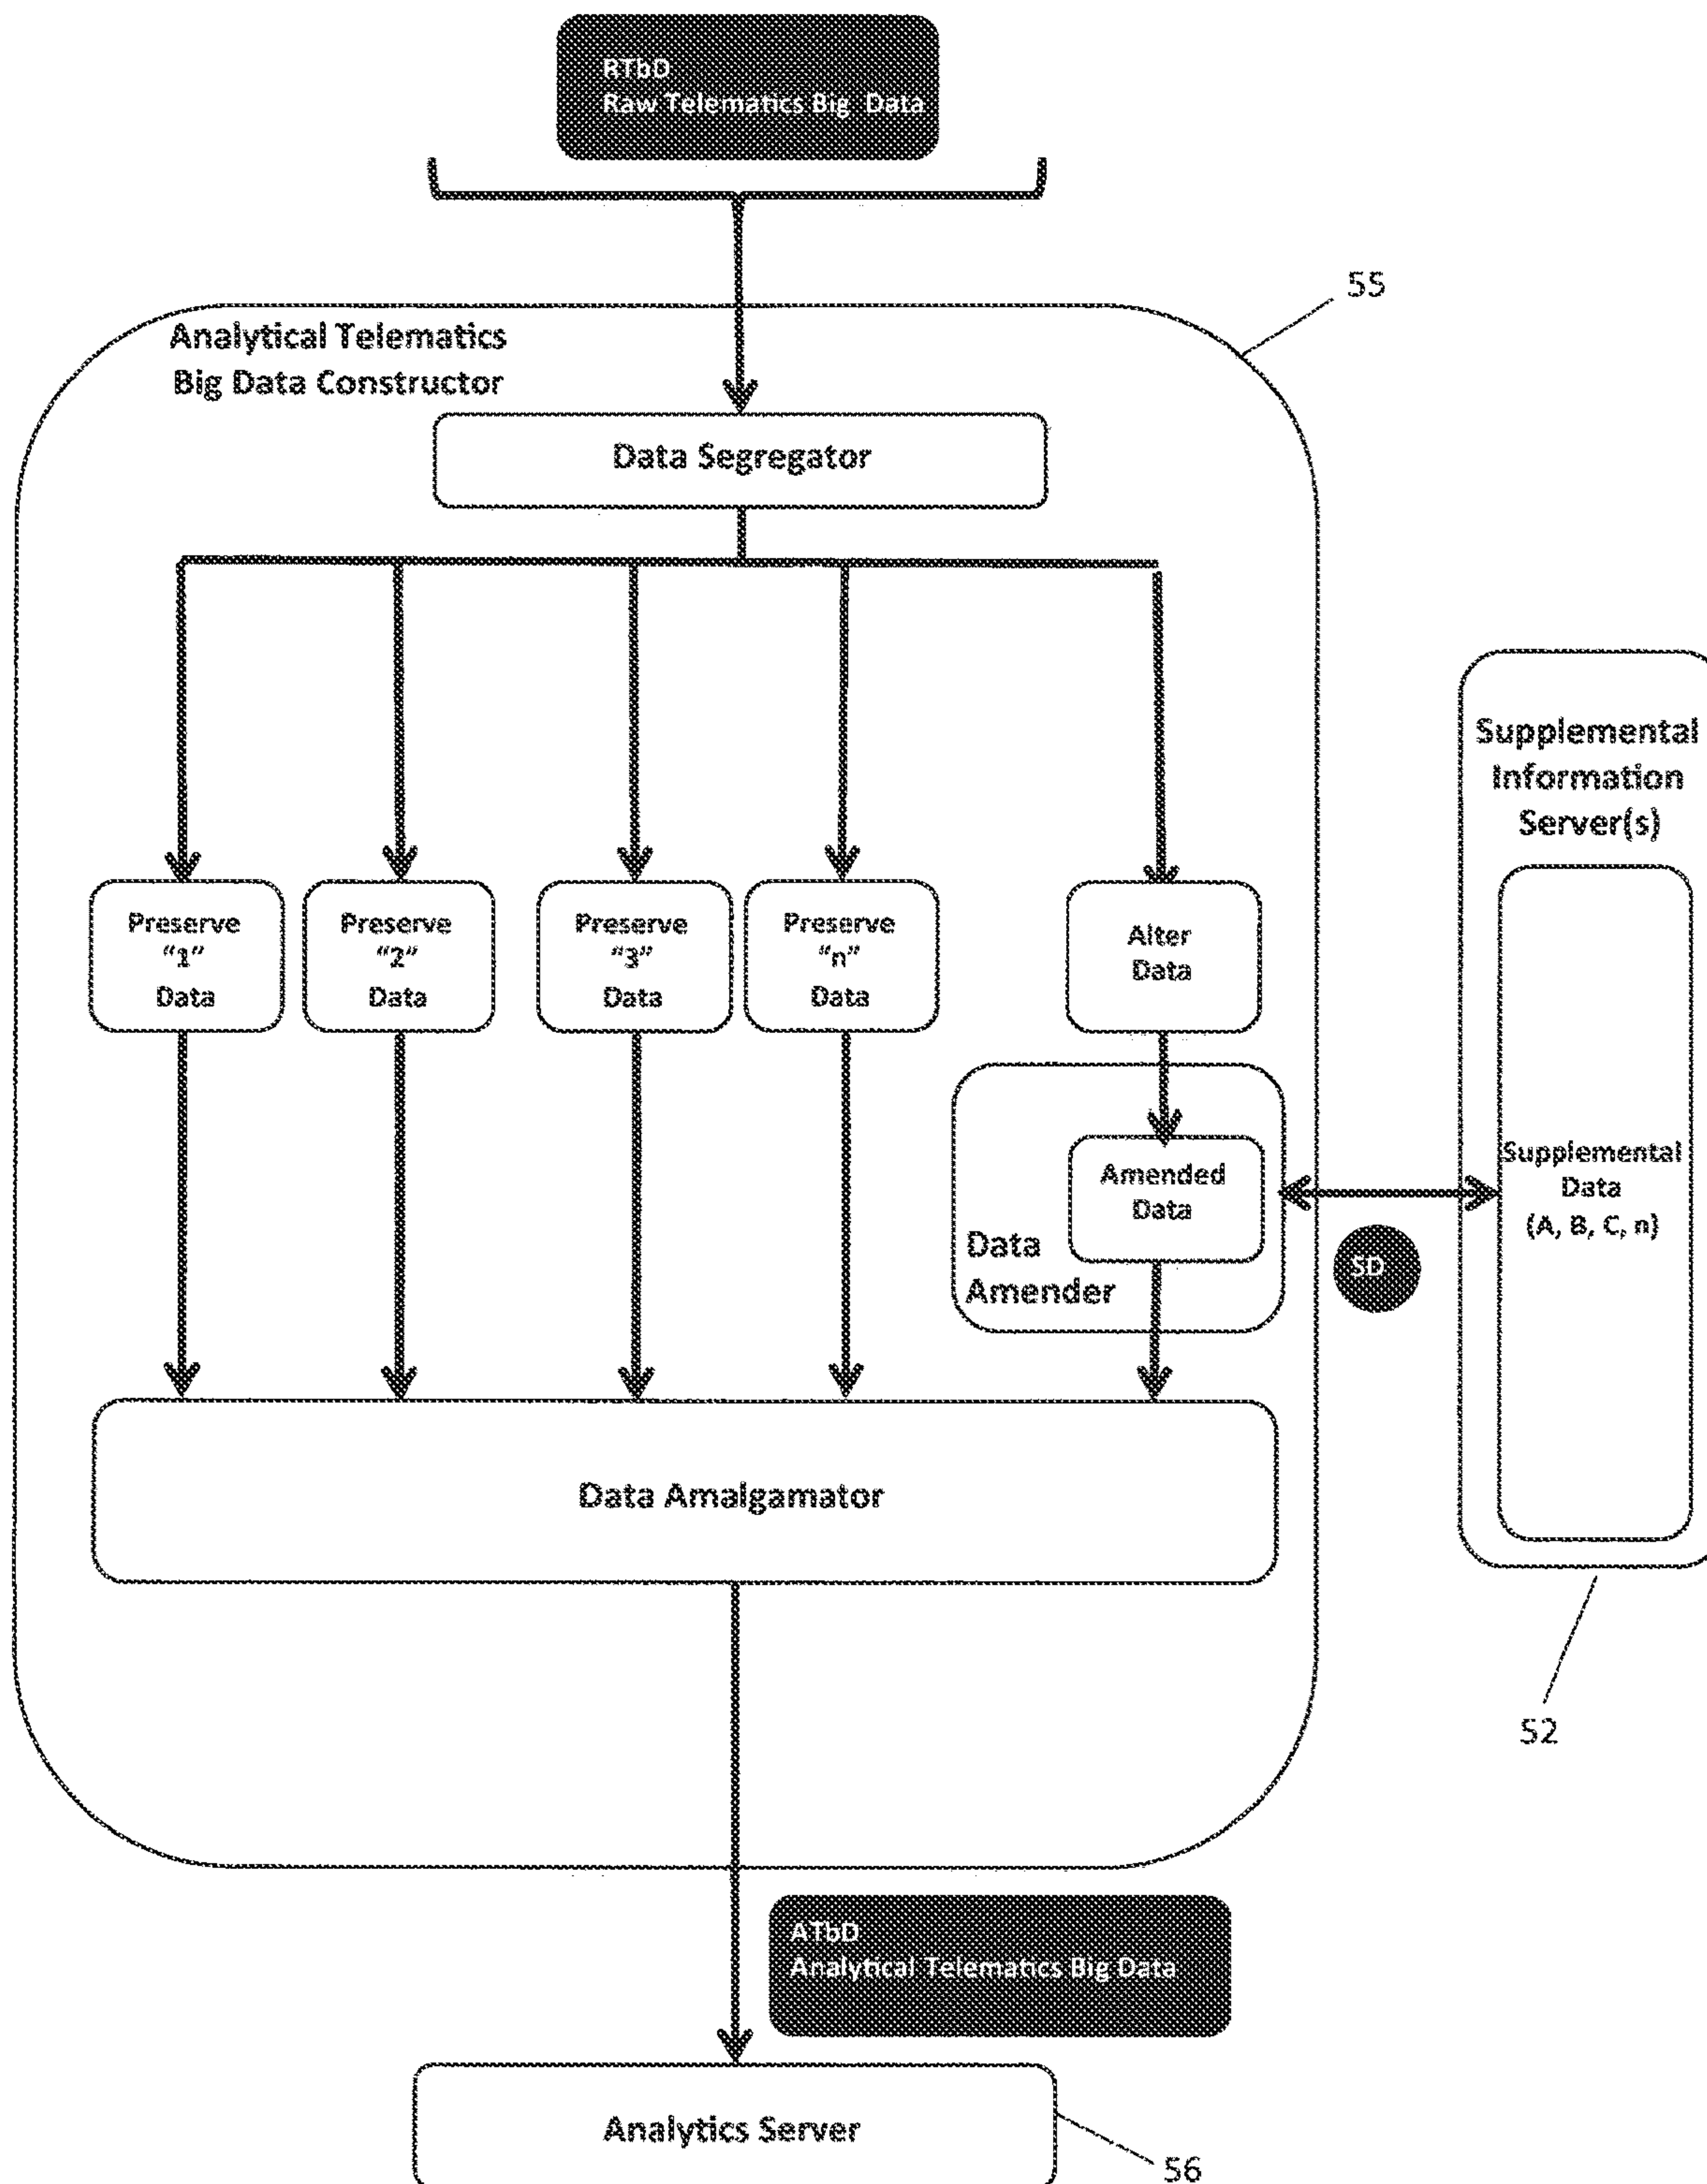 RTbD
Raw Telematics Big Data
55
Analytical Telematics
Big Data Constructor
Data Segregator
Supplemental
Information
Server(s)
Preserve
“1”
Data
Preserve
“2”
Data
Preserve
“3”
Data
Preserve
“n”
Data
Alter
Data
Amended
Data
Data
Amender
Supplemental
Data
(A, B, C, n)
SD
Data Amalgamator
52
ATbD
Analytical Telematics Big Data
Analytics Server
56